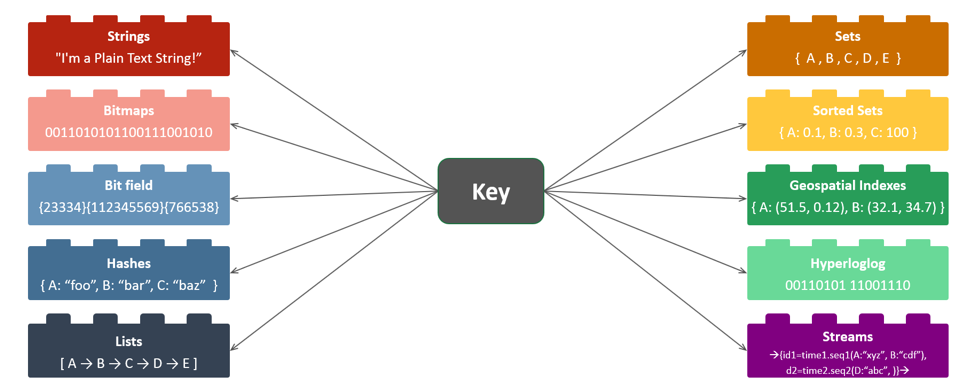 Strings
"I'm a Plain Text String!”
Bitmaps
0011010101100111001010
Bit field
{23334}{112345569}{766538}
Hashes
{ A: “foo”, B: “bar”, C: “baz” }
Lists
[ A → B → C → D → E ]
Key
Sets
{ A , B , C , D , E }
Sorted Sets
{ A: 0.1, B: 0.3, C: 100 }
Geospatial Indexes
{ A: (51.5, 0.12), B: (32.1, 34.7) }
Hyperloglog
00110101 11001110
Streams
→{id1=time1.seq1(A:“xyz”, B:“cdf”),
d2=time2.seq2(D:“abc”, )}→